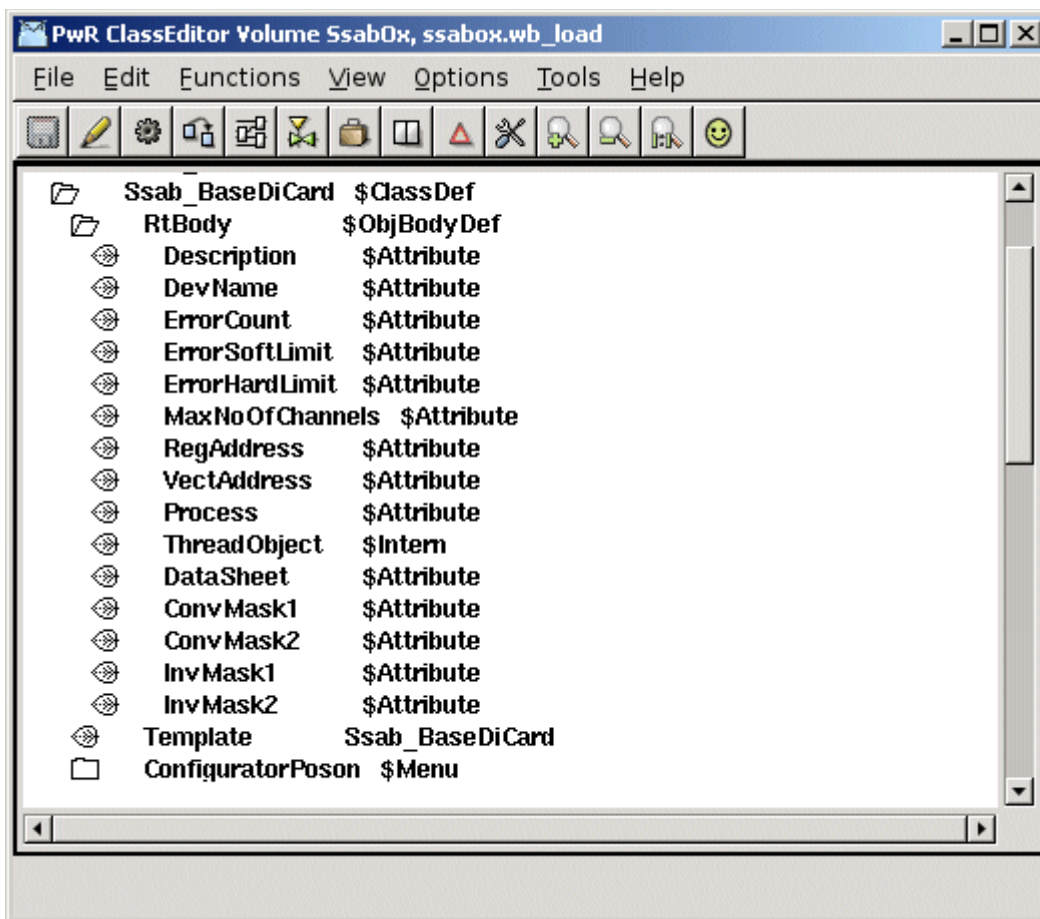 PwR ClassEditor Volume SsabOx, ssabox.wb_load
File Edit Functions View Options Tools Help
Ssab_BaseDiCard $ClassDef
RtBody $ObjBodyDef
Description $Attribute
DevName $Attribute
ErrorCount $Attribute
ErrorSoftLimit $Attribute
ErrorHardLimit $Attribute
MaxNoOfChannels $Attribute
RegAddress $Attribute
VectAddress $Attribute
Process $Attribute
ThreadObject $Intern
DataSheet $Attribute
ConvMask1 $Attribute
ConvMask2 $Attribute
InvMask1 $Attribute
InvMask2 $Attribute
Template Ssab_BaseDiCard
ConfiguratorPoson $Menu